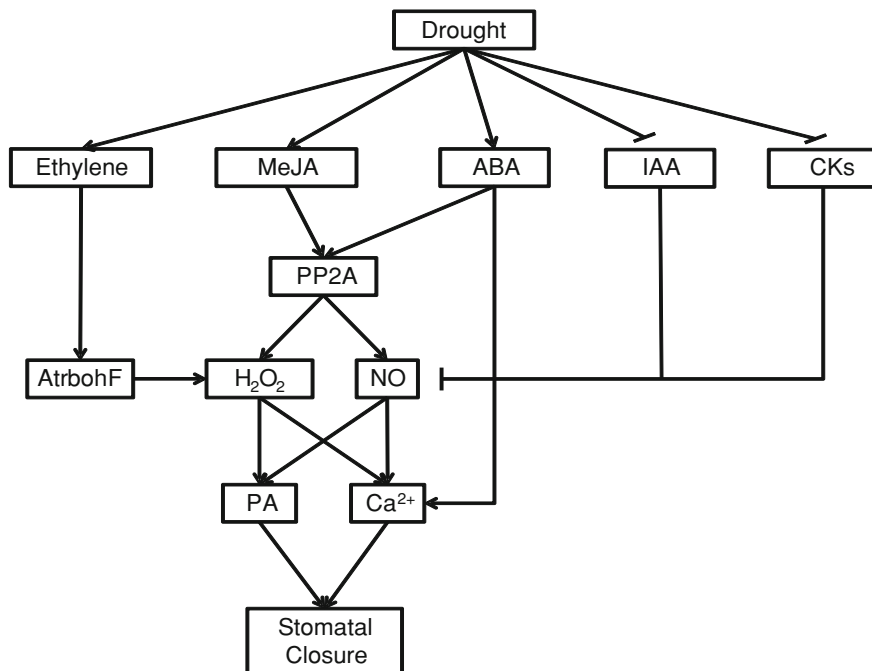 Drought
Ethylene
MeJA
ABA
IAA
CKs
PP2A
AtrbohF
H₂O₂
NO
PA
Ca²⁺
Stomatal
Closure